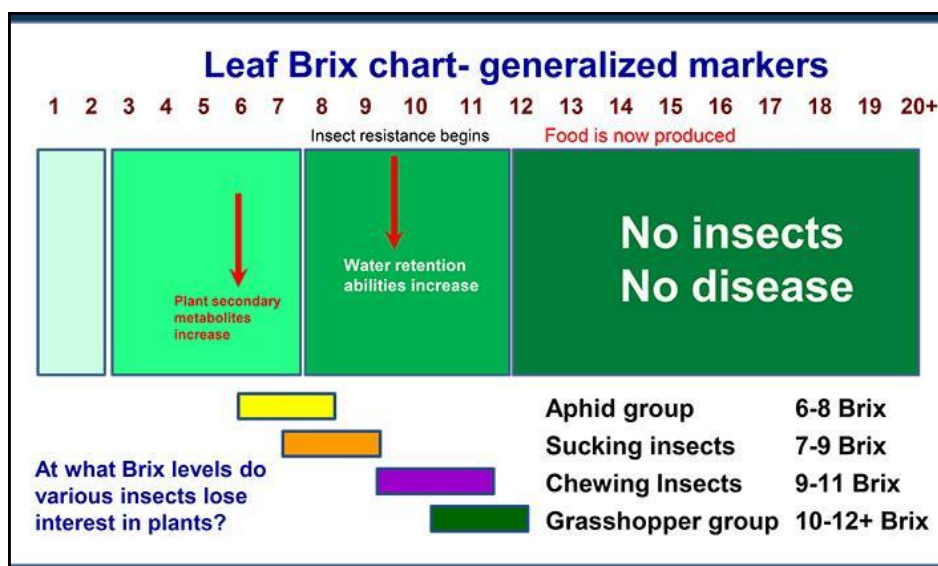 Leaf Brix chart- generalized markers
1 2 3 4 5 6 7 8 9 10 11 12 13 14 15 16 17 18 19 20+
Insect resistance begins
Food is now produced
Plant secondary
metabolites
increase
Water retention
abilities increase
No insects
No disease
At what Brix levels do
various insects lose
interest in plants?
Aphid group 6-8 Brix
Sucking insects 7-9 Brix
Chewing Insects 9-11 Brix
Grasshopper group 10-12+ Brix